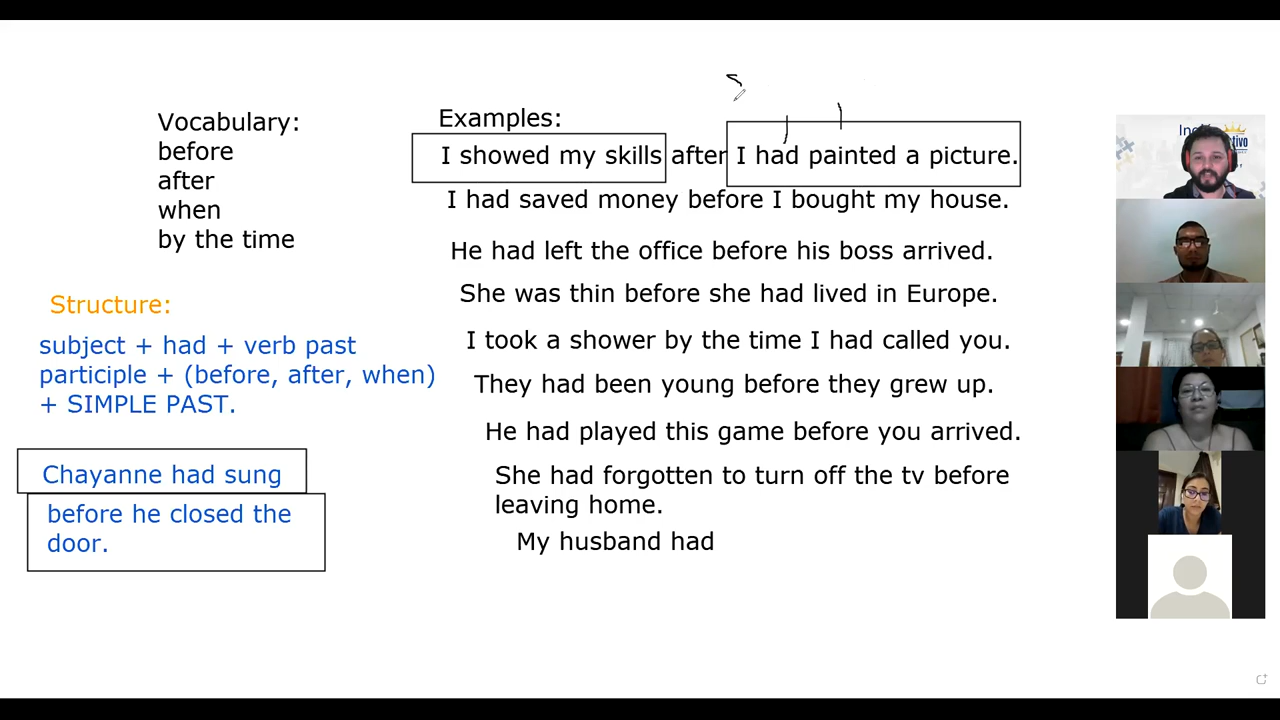 Vocabulary:
before
after
when
by the time
Structure:
subject + had + verb past
participle + (before, after, when)
+ SIMPLE PAST.
Chayanne had sung
before he closed the
door.
Examples:
I showed my skills after I had painted a picture.
I had saved money before I bought my house.
He had left the office before his boss arrived.
She was thin before she had lived in Europe.
I took a shower by the time I had called you.
They had been young before they grew up.
He had played this game before you arrived.
She had forgotten to turn off the tv before
leaving home.
My husband had